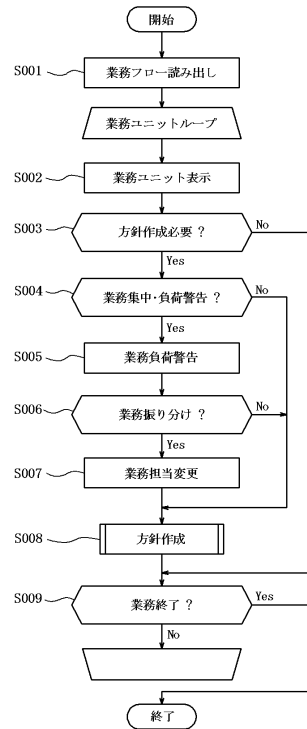 開始
S001
業務フロー読み出し
業務ユニットループ
S002
業務ユニット表示
S003
方針作成必要 ?
No
Yes
S004
業務集中・負荷警告 ?
No
Yes
S005
業務負荷警告
S006
業務振り分け ?
No
Yes
S007
業務担当変更
S008
方針作成
S009
業務終了 ?
Yes
No
終了